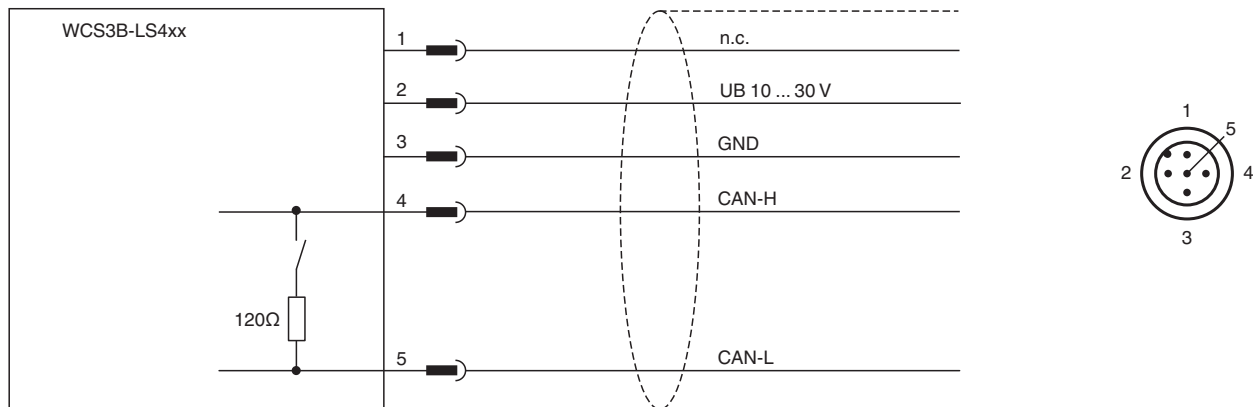 WCS3B-LS4xx
1
n.c.
2
UB 10 ... 30 V
3
GND
4
CAN-H
120Ω
5
CAN-L
1
5
2
4
3